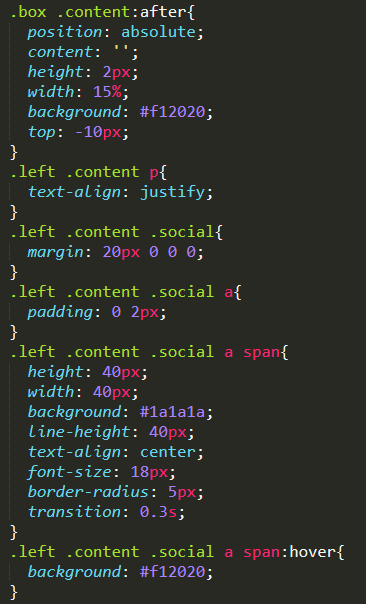 .box .content:after{
position: absolute;
content: '';
height: 2px;
width: 15%;
background: #f12020;
top: -10px;
}
.left .content p{
text-align: justify;
}
.left .content .social{
margin: 20px 0 0 0;
}
.left .content .social a{
padding: 0 2px;
}
.left .content .social a span{
height: 40px;
width: 40px;
background: #1a1a1a;
line-height: 40px;
text-align: center;
font-size: 18px;
border-radius: 5px;
transition: 0.3s;
}
.left .content .social a span:hover{
background: #f12020;
}